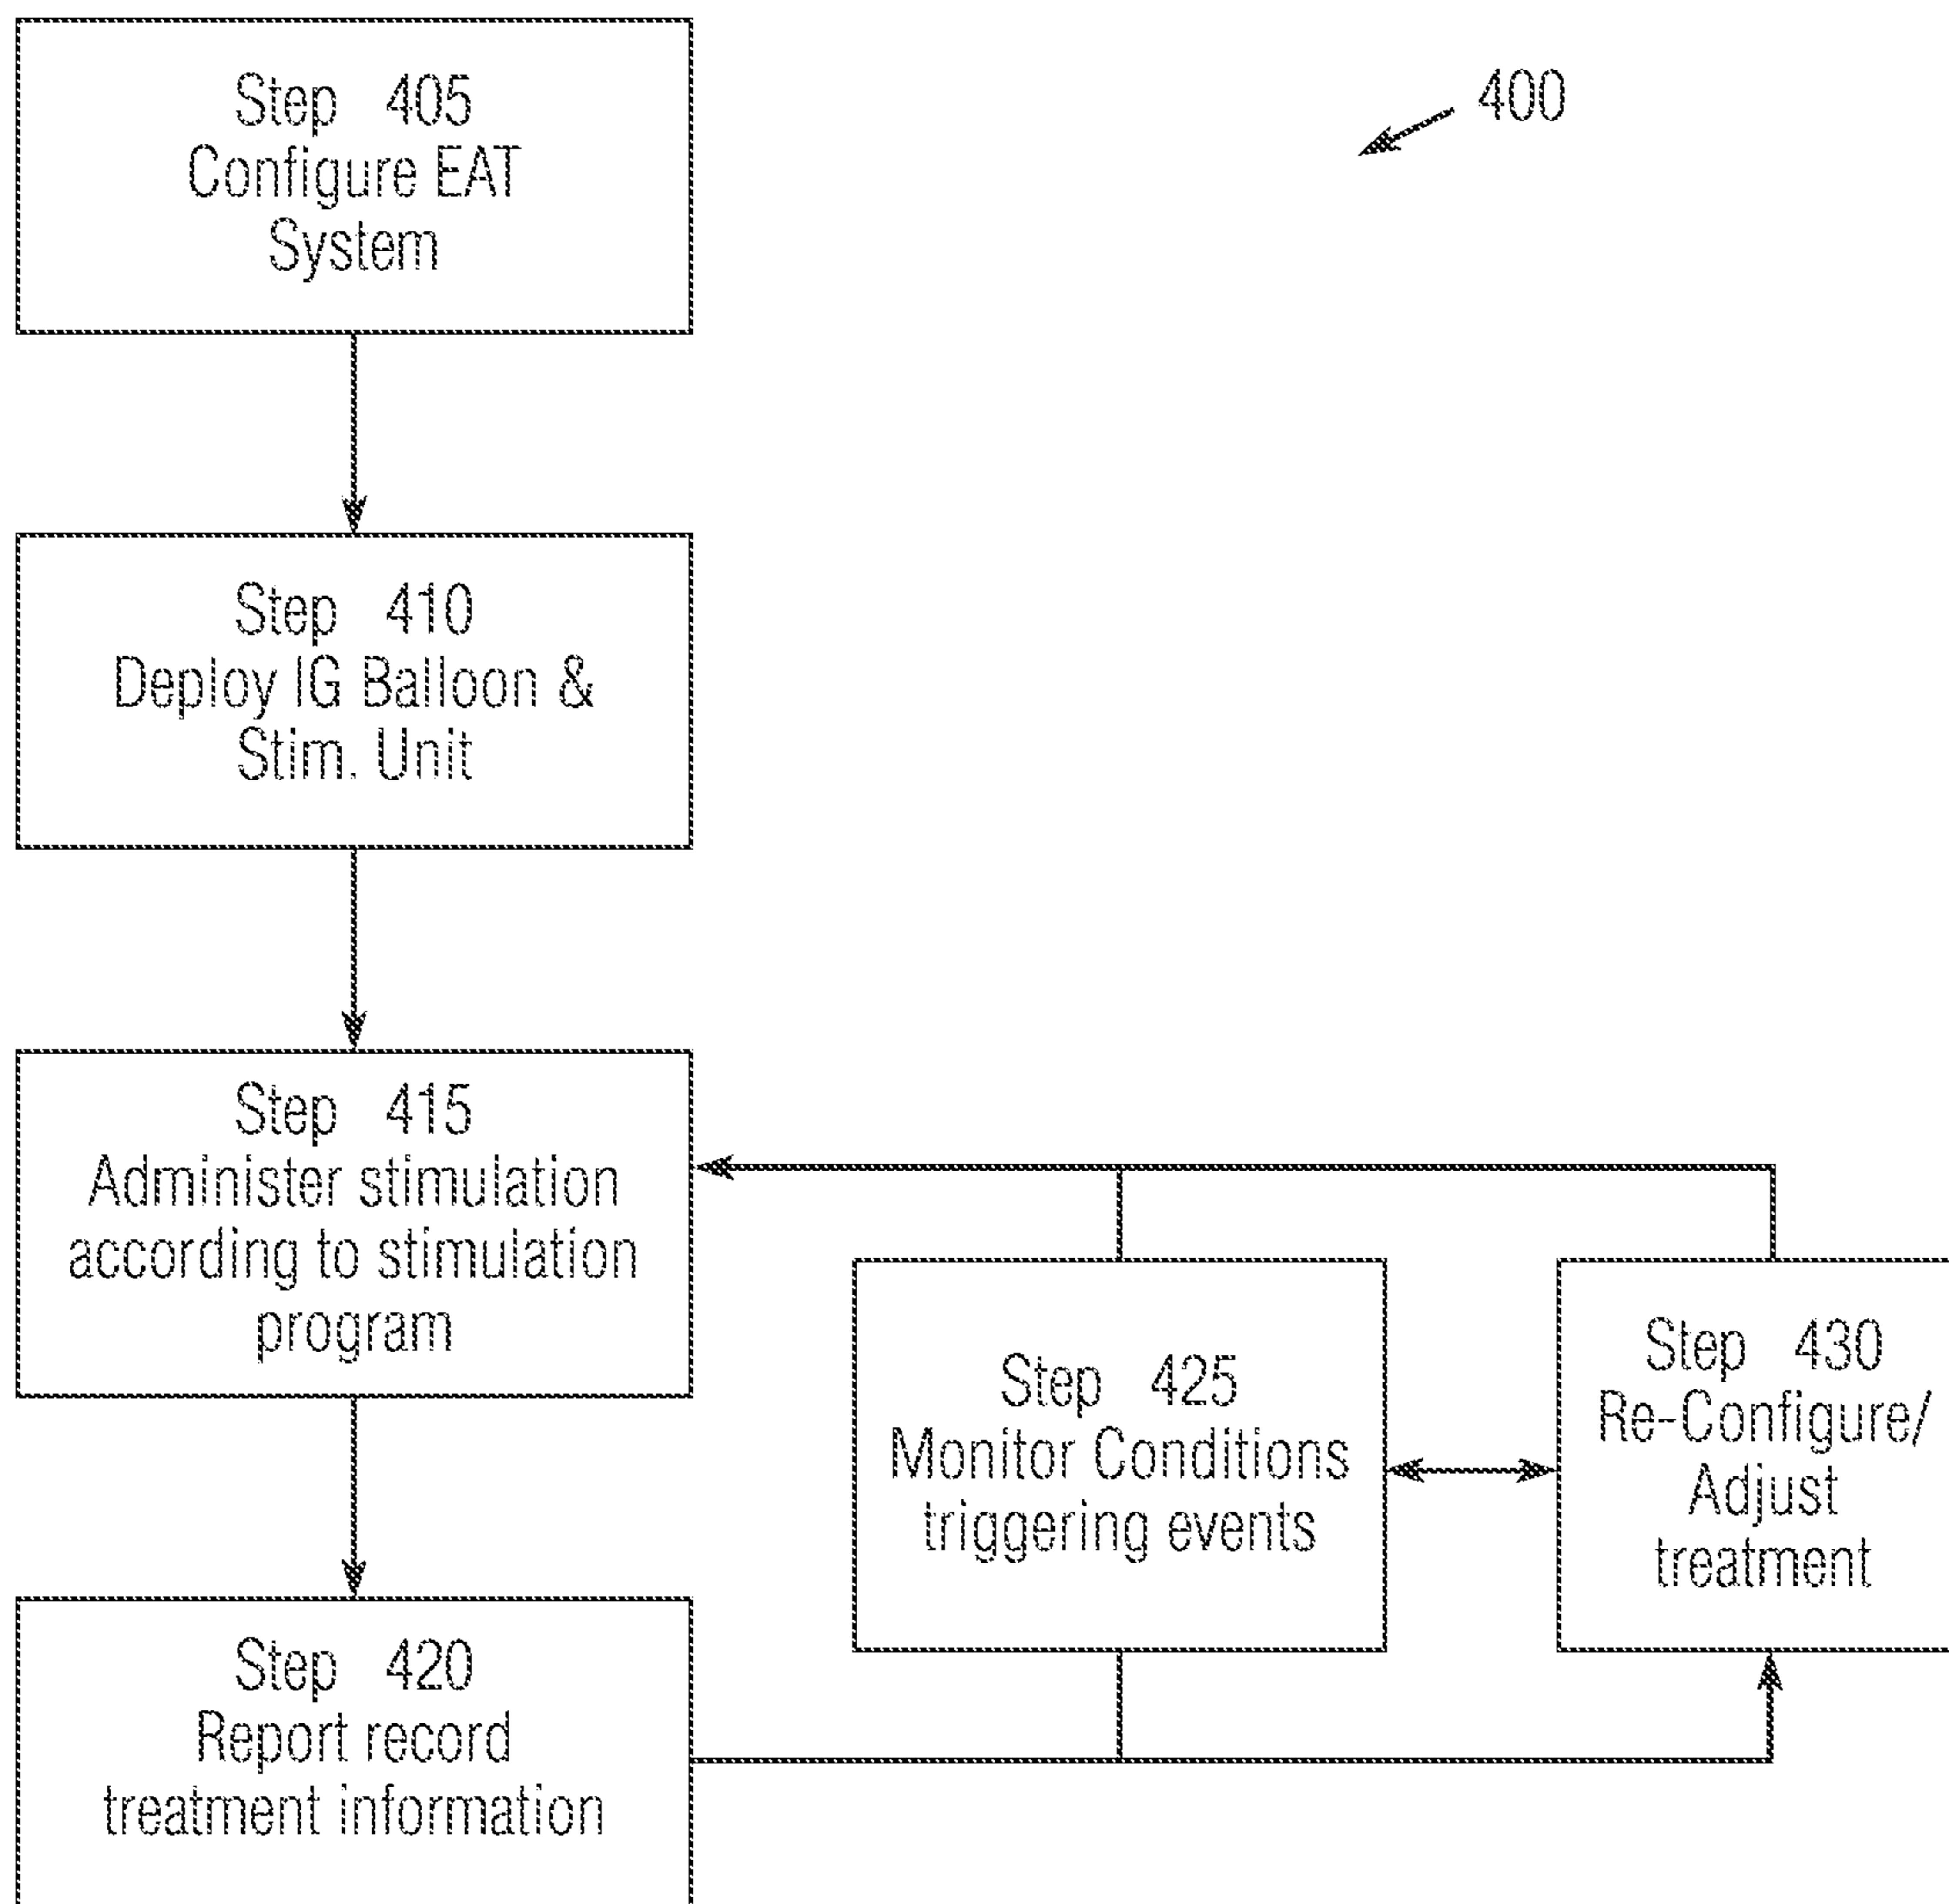 Step 405
Configure EAT
System
400
Step 410
Deploy IG Balloon &
Stim. Unit
Step 415
Administer stimulation
according to stimulation
program
Step 425
Monitor Conditions
triggering events
Step 430
Re-Configure/
Adjust
treatment
Step 420
Report record
treatment information